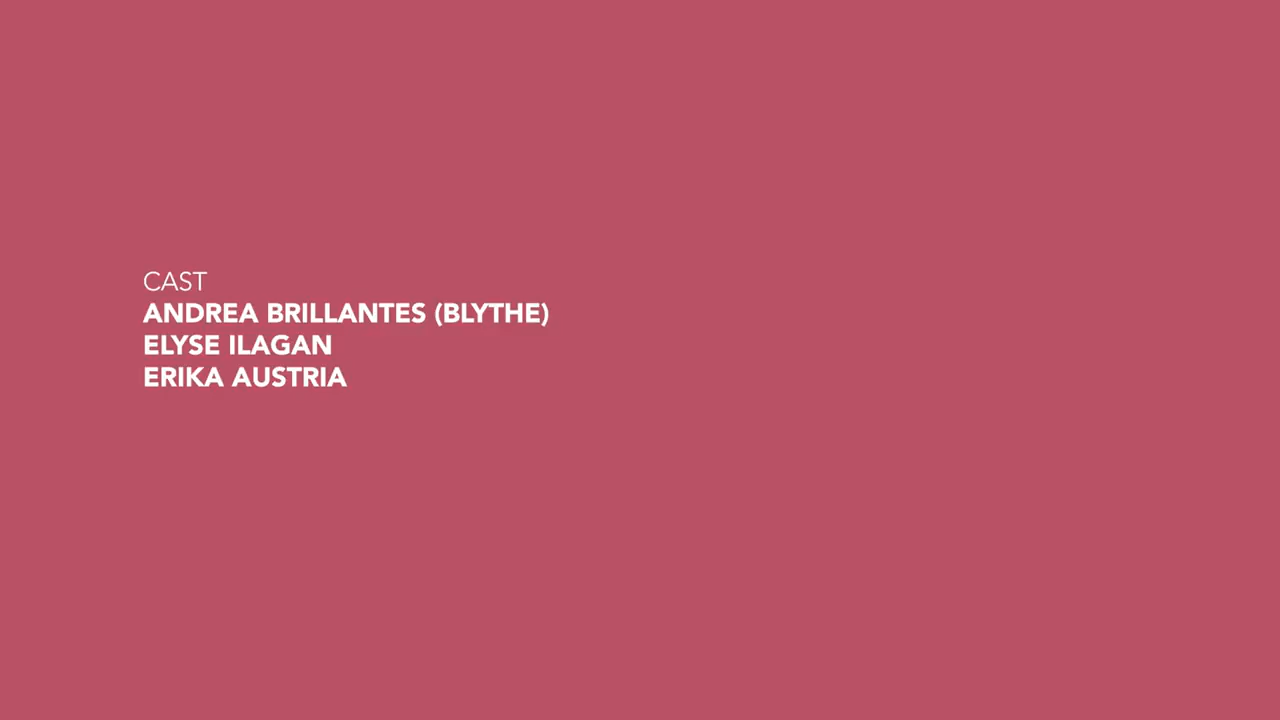 CAST
ANDREA BRILLANTES (BLYTHE)
ELYSE ILAGAN
ERIKA AUSTRIA